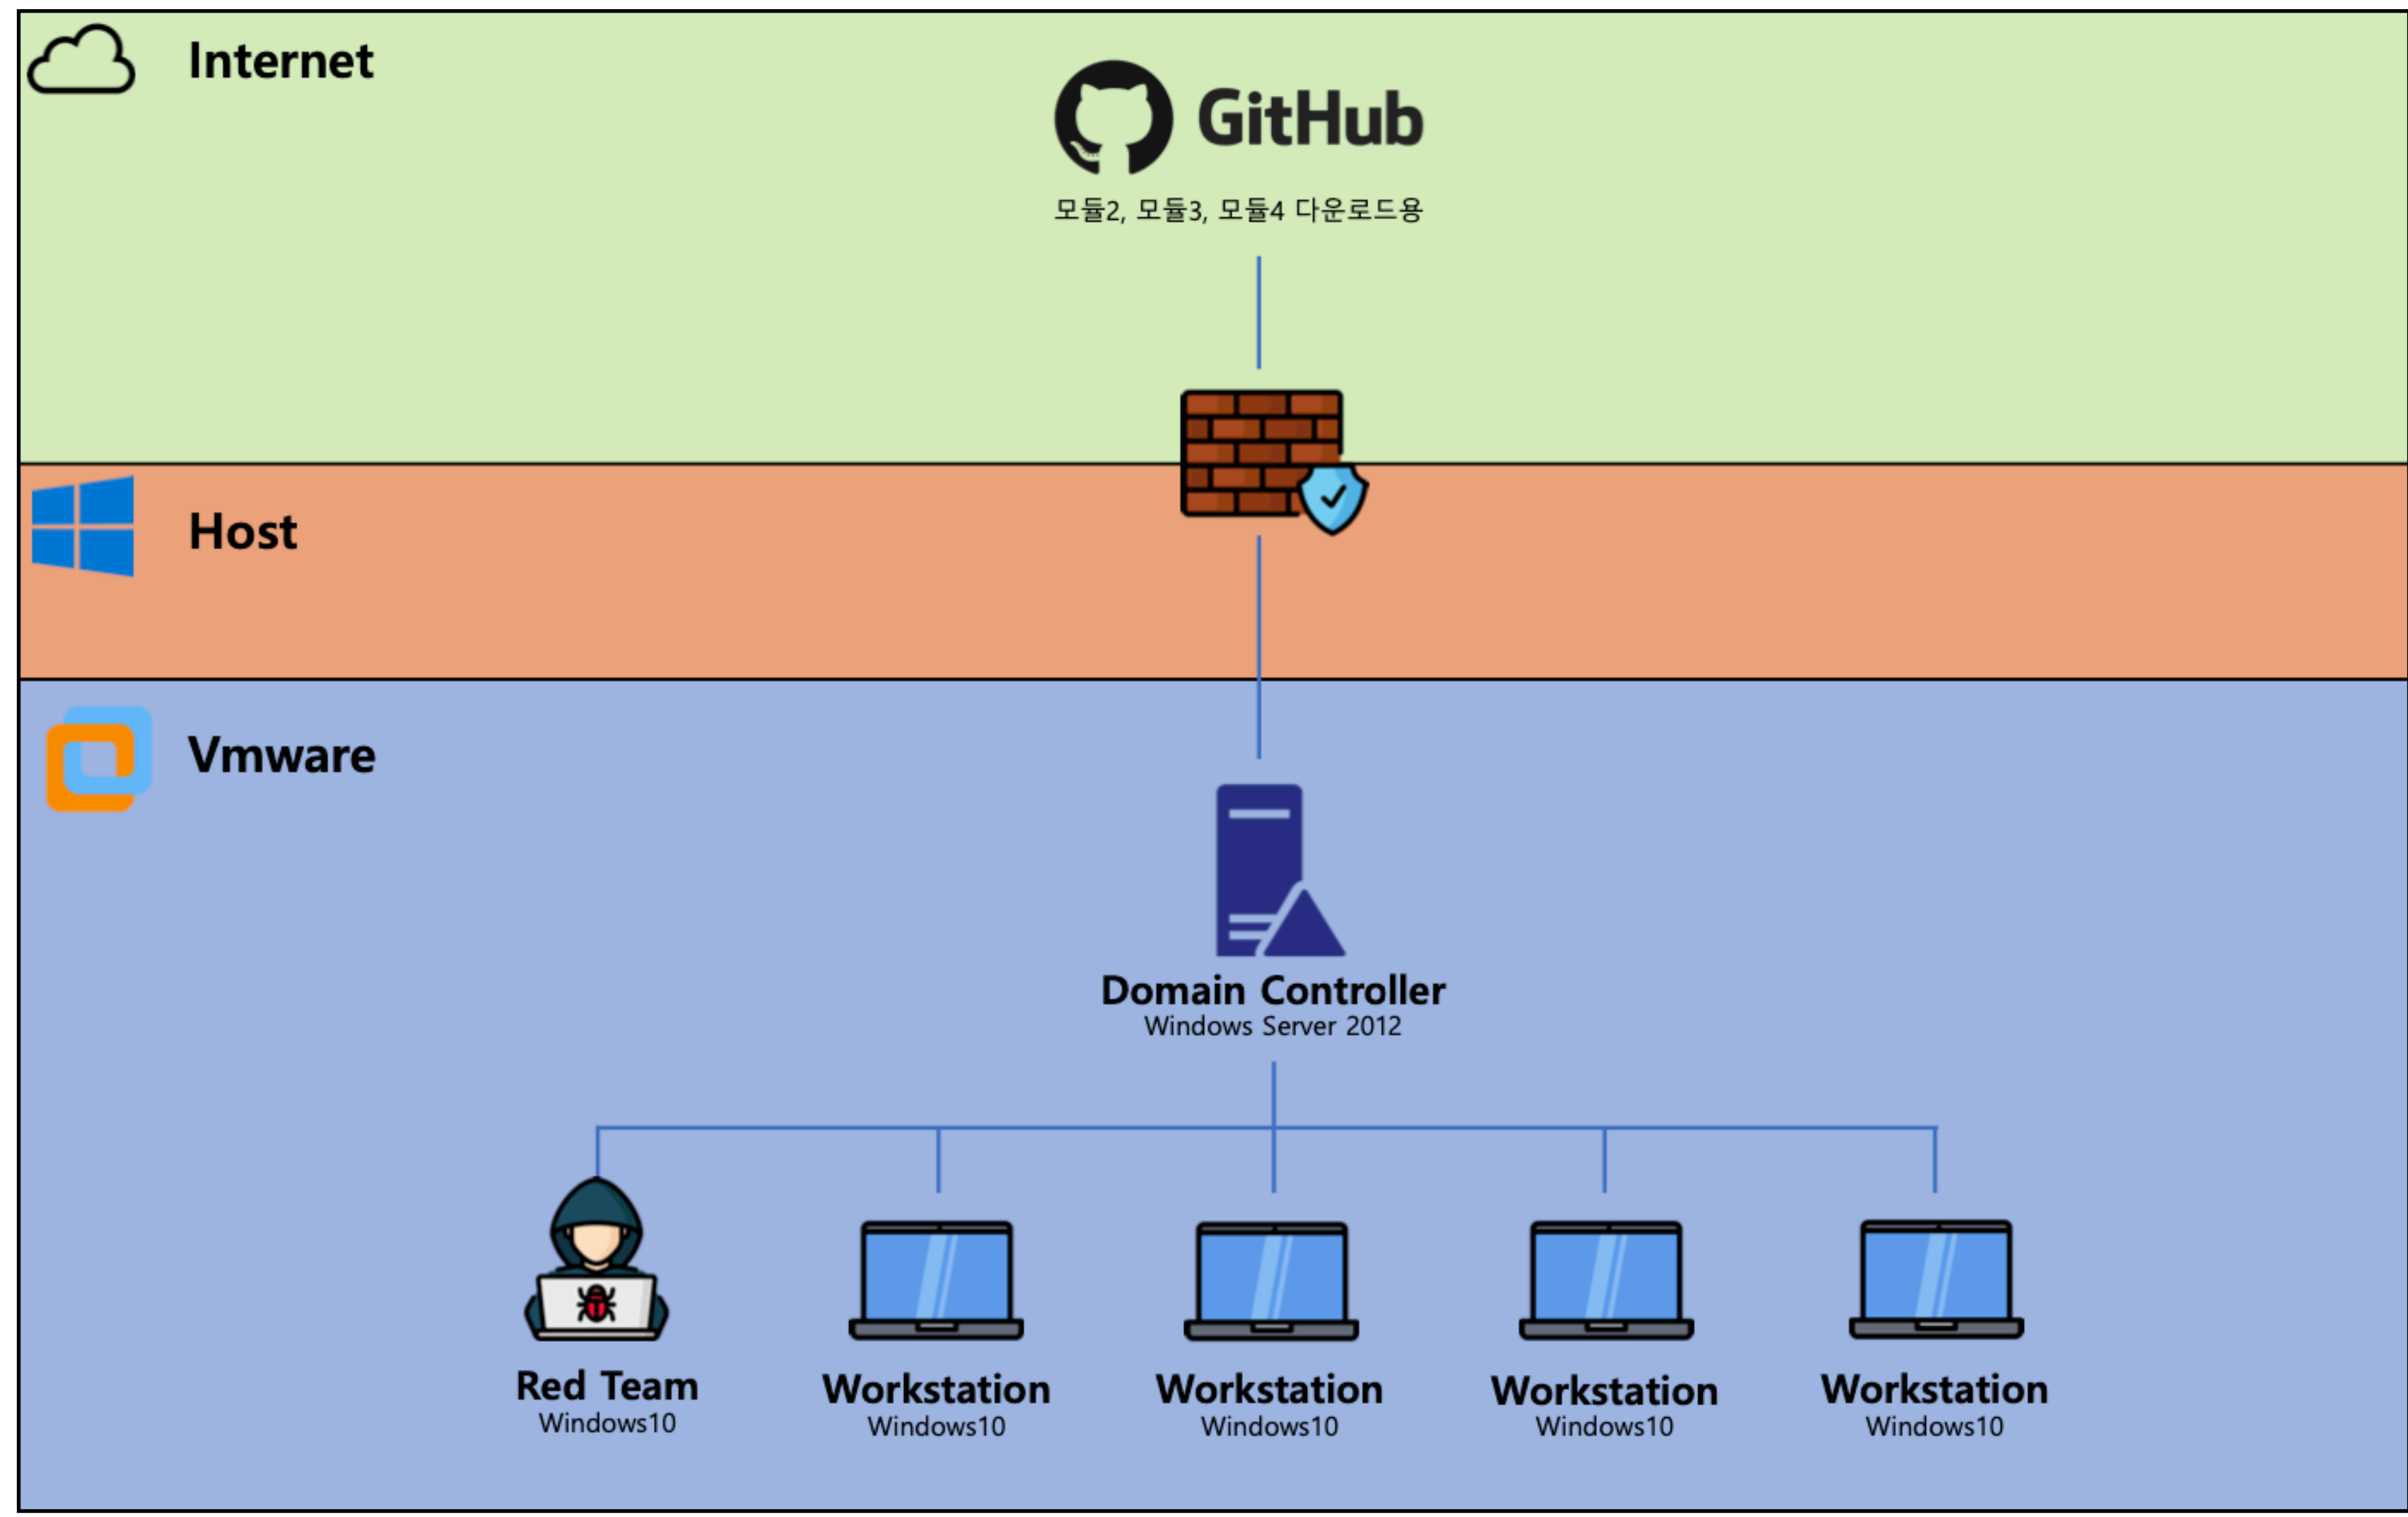 Internet
GitHub
모듈2, 모듈3, 모듈4 다운로드용
Host
Vmware
Domain Controller
Windows Server 2012
Red Team
Windows10
Workstation
Windows10
Workstation
Windows10
Workstation
Windows10
Workstation
Windows10